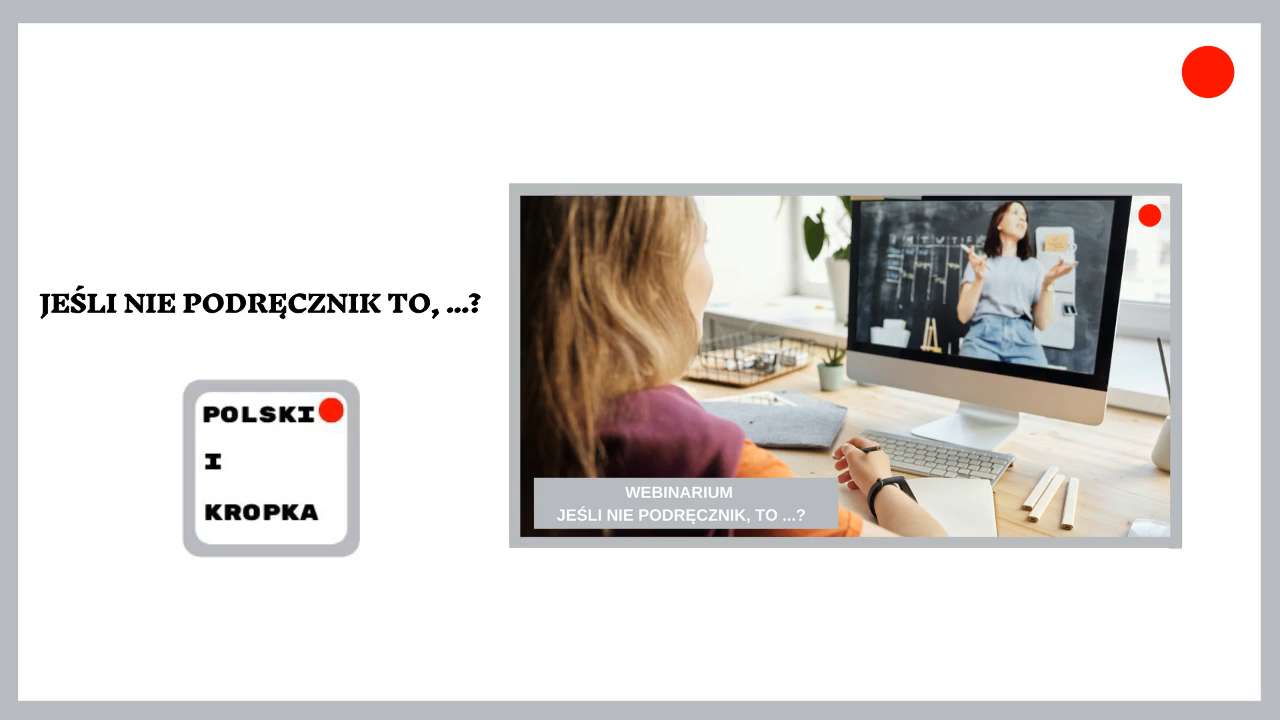 JEŚLI NIE PODRĘCZNIK TO, ...?
POLSKI
I
KROPKA
M T W T F S
WEBINARIUM
JEŚLI NIE PODRĘCZNIK, TO ...?